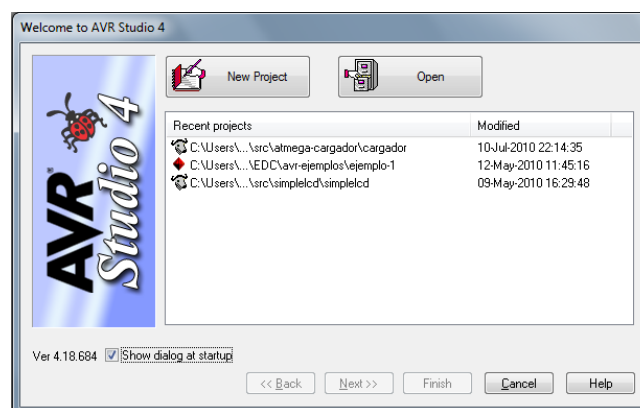 Welcome to AVR Studio 4
New Project
Open
AVR Studio 4
Recent projects Modified
C:\Users\...\src\atmega-cargador\cargador 10-Jul-2010 22:14:35
C:\Users\...\EDC\avr-ejemplos\ejemplo-1 12-May-2010 11:45:16
C:\Users\...\src\simplelcd\simplelcd 09-May-2010 16:29:48
Ver 4.18.684 Show dialog at startup
<< Back Next >> Finish Cancel Help